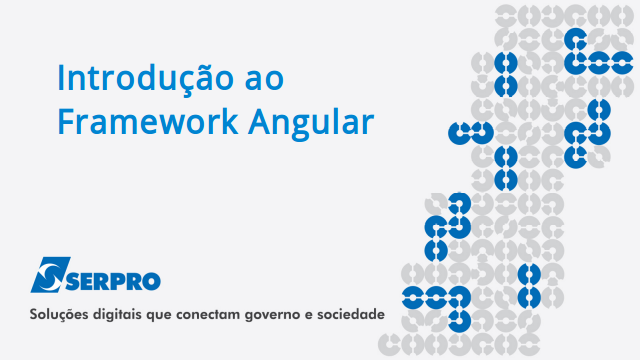 Introdução ao
Framework Angular
SERPRO
Soluções digitais que conectam governo e sociedade